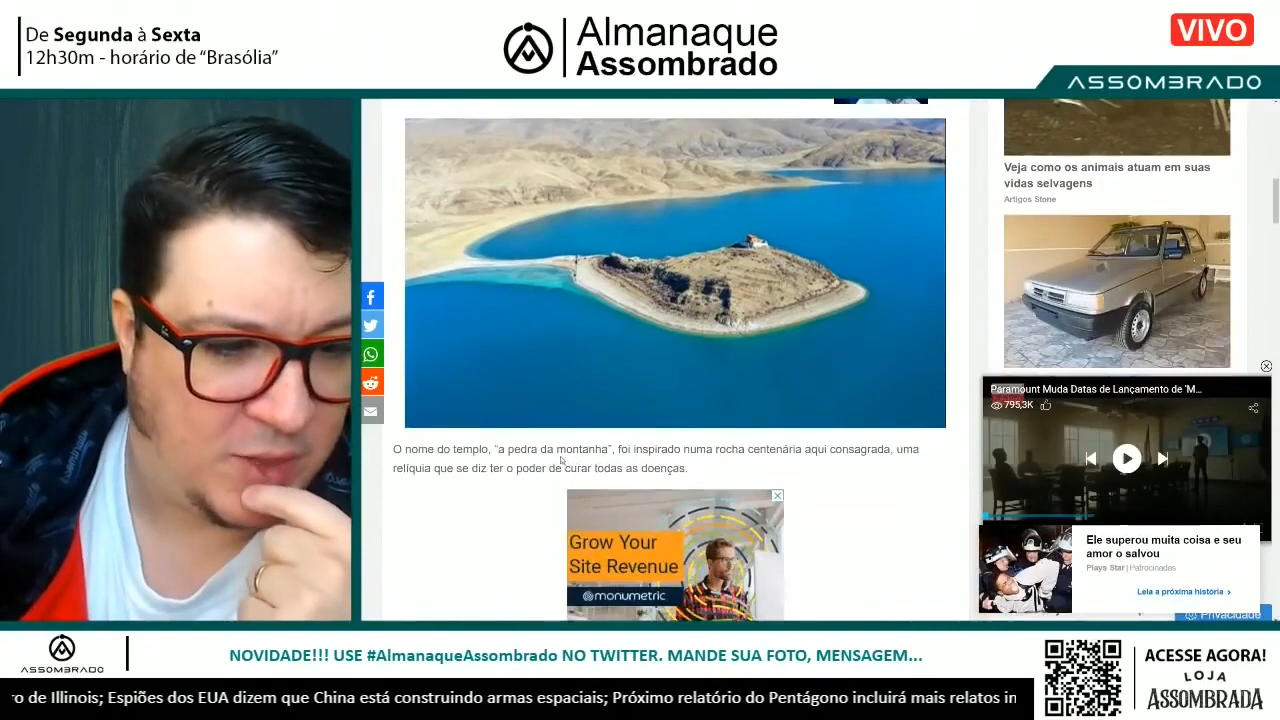 De Segunda à Sexta
12h30m - horário de “Brasólia”
Almanaque
Assombrado
VIVO
ASSOMBRADO
Veja como os animais atuam em suas
vidas selvagens
Artigos Stone
O nome do templo, “a pedra da montanha”, foi inspirado numa rocha centenária aqui consagrada, uma
relíquia que se diz ter o poder de curar todas as doenças.
Paramount Muda Datas de Lançamento de 'M...
795,3K
Grow Your
Site Revenue
monumetric
Ele superou muita coisa e seu
amor o salvou
Plays Star | Patrocinadas
Leia a próxima história
Privacidade
ASSOMBRADO
NOVIDADE!!! USE #AlmanaqueAssombrado NO TWITTER. MANDE SUA FOTO, MENSAGEM...
ACESSE AGORA!
LOJA
ASSOMBRADA
ro de Illinois; Espiões dos EUA dizem que China está construindo armas espaciais; Próximo relatório do Pentágono incluirá mais relatos in